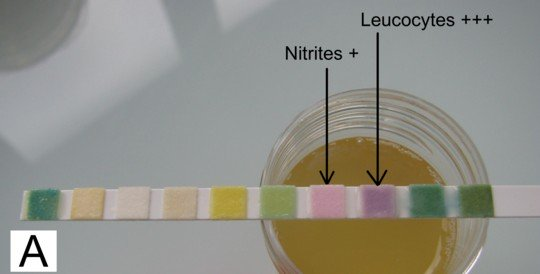 Leucocytes +++
Nitrites +
A